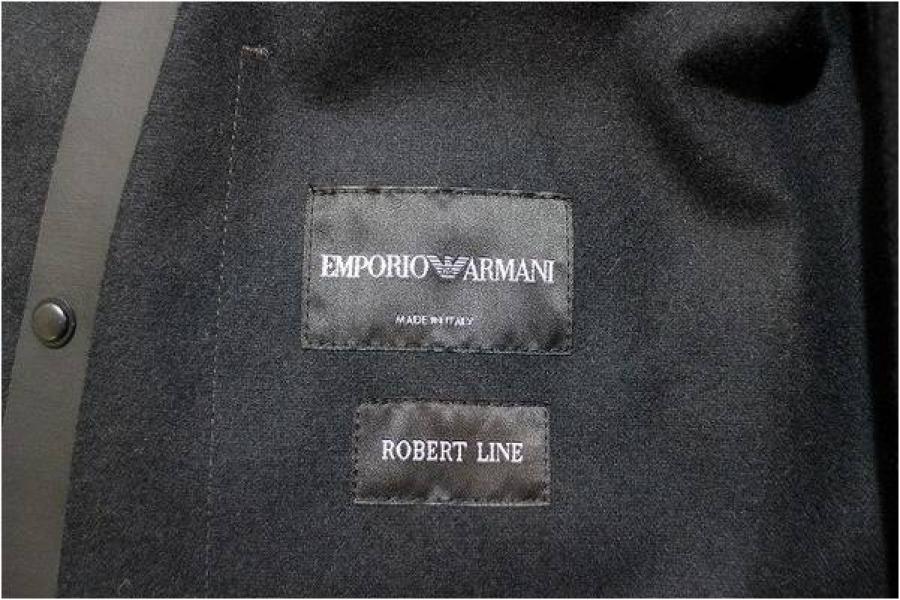 EMPORIO ARMANI
MADE IN ITALY
ROBERT LINE